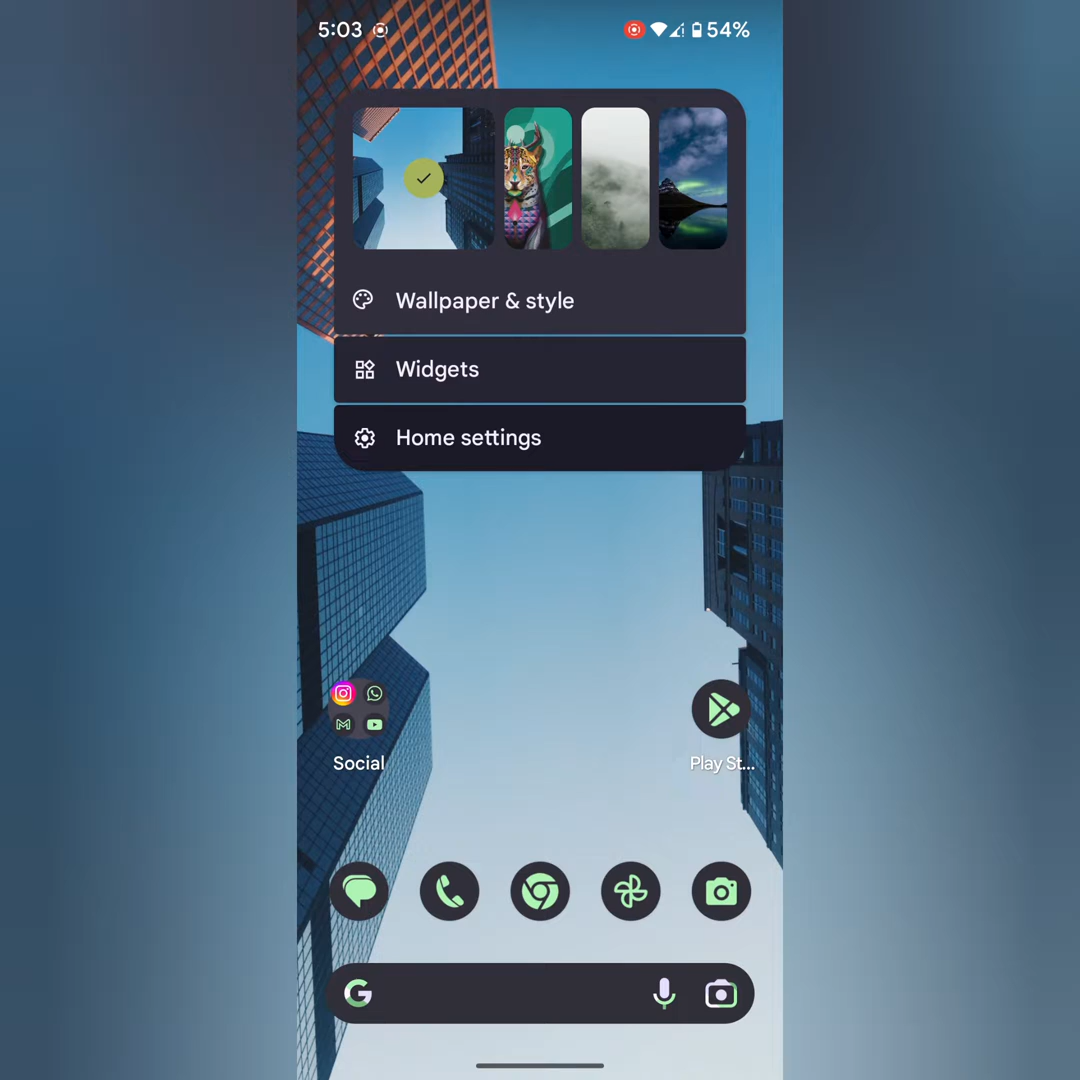 5:03 54%
Wallpaper & style
Widgets
Home settings
Social
Play St...